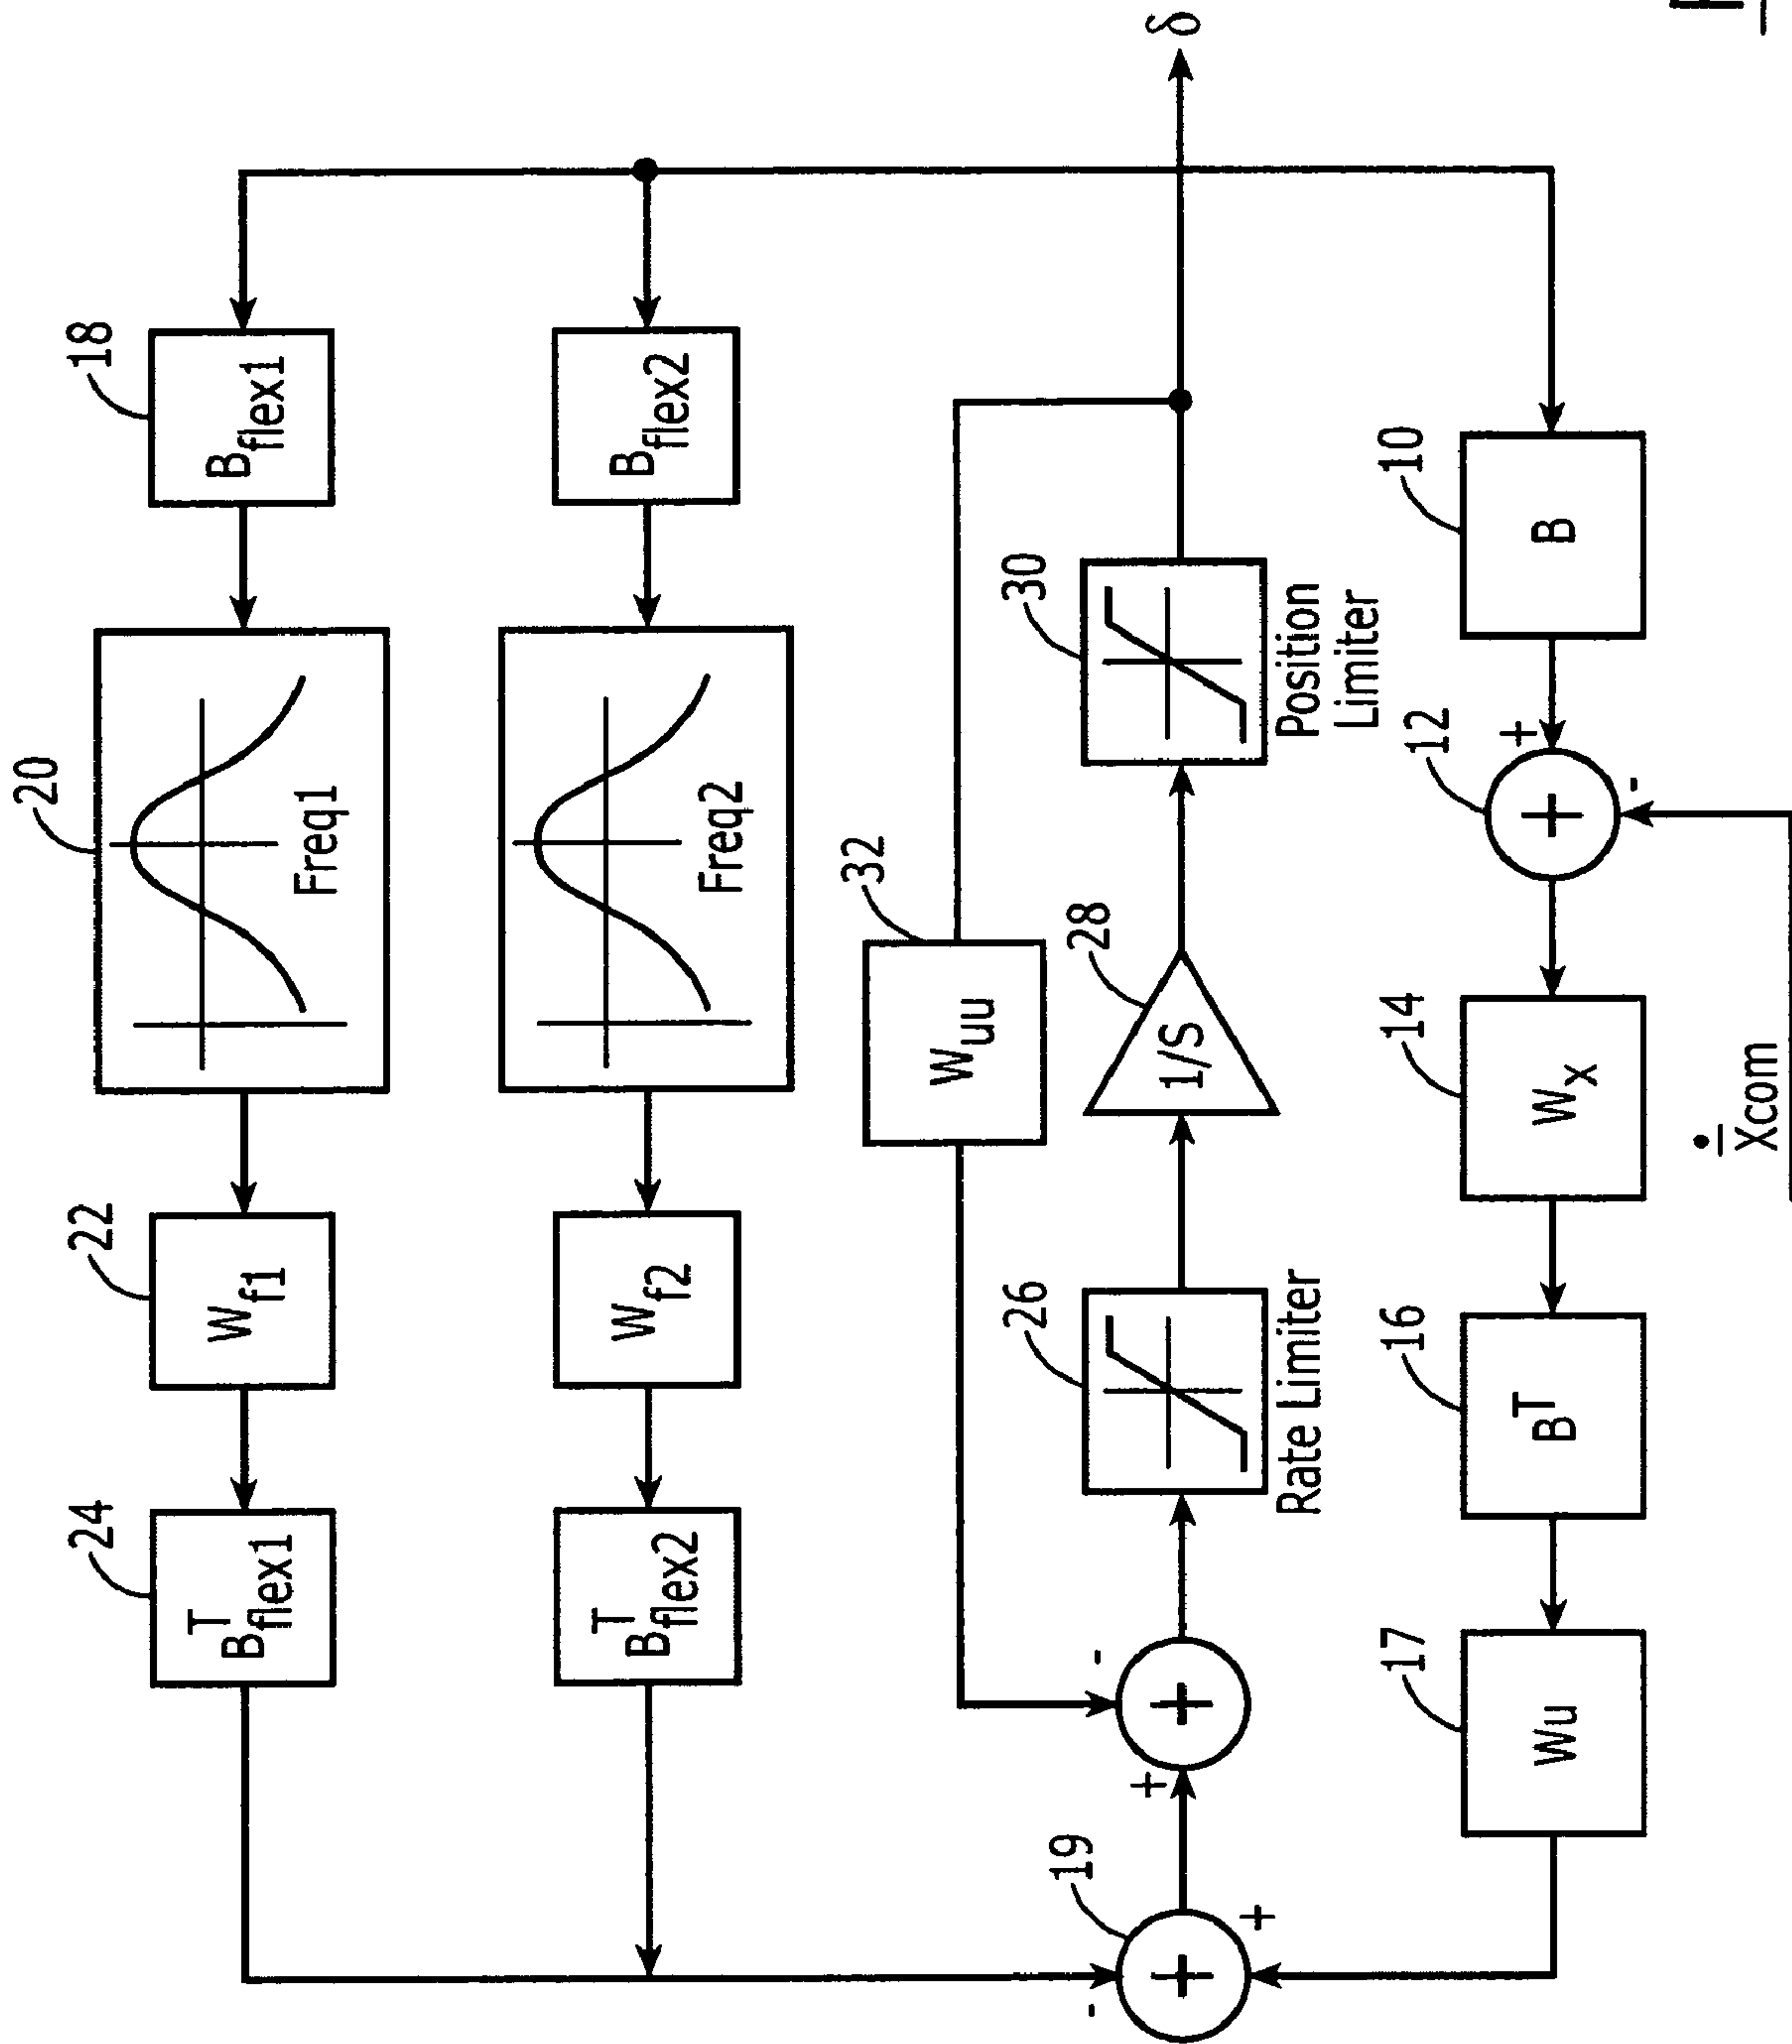 18
B_flex1
20
Freq1
22
W_f1
24
B^T_flex1
B_flex2
Freq2
W_f2
B^T_flex2
32
W_uu
δ
30
Position
Limiter
28
1/S
26
Rate Limiter
-
+
19
-
+
10
B
12
+
-
+
+
+
14
W_x
16
B^T
17
Wu
Ẋcom